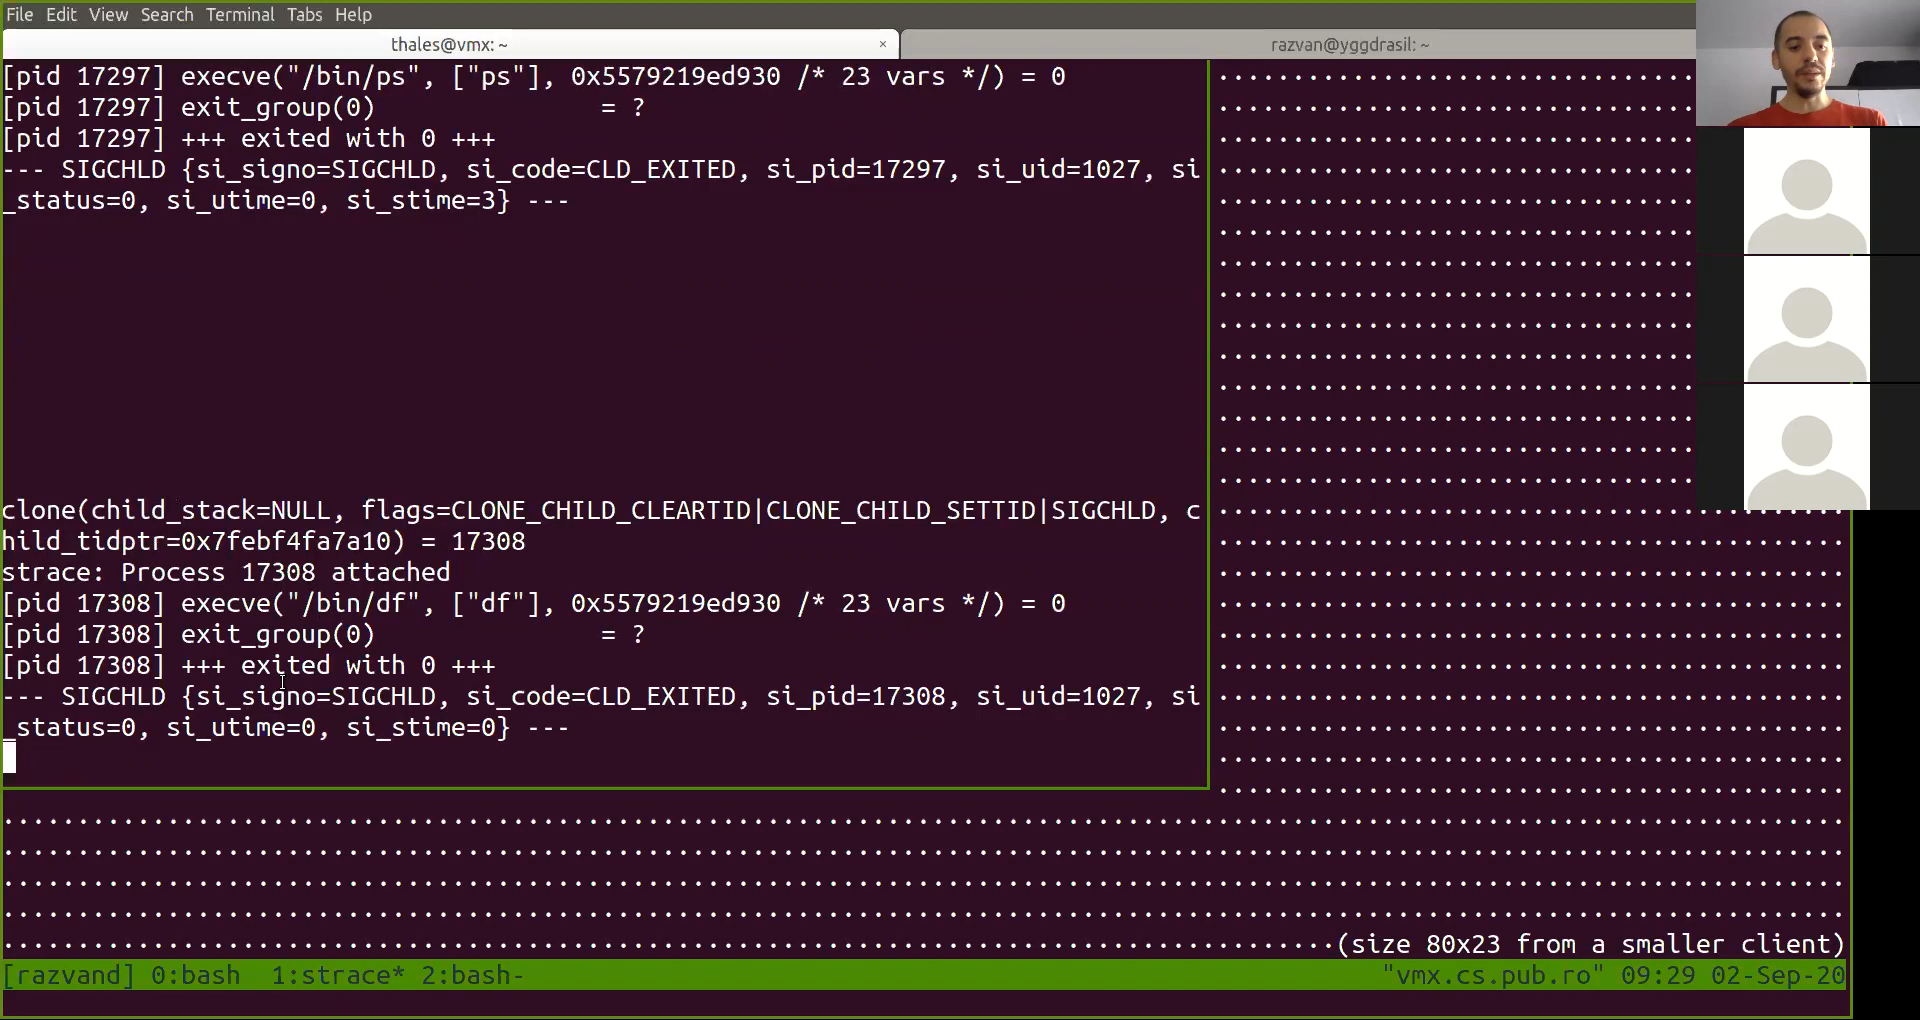 File Edit View Search Terminal Tabs Help
thales@vmx: ~ × razvan@yggdrasil: ~
[pid 17297] execve("/bin/ps", ["ps"], 0x5579219ed930 /* 23 vars */) = 0
[pid 17297] exit_group(0)               = ?
[pid 17297] +++ exited with 0 +++
--- SIGCHLD {si_signo=SIGCHLD, si_code=CLD_EXITED, si_pid=17297, si_uid=1027, si
_status=0, si_utime=0, si_stime=3} ---
clone(child_stack=NULL, flags=CLONE_CHILD_CLEARTID|CLONE_CHILD_SETTID|SIGCHLD, c
hild_tidptr=0x7febf4fa7a10) = 17308
strace: Process 17308 attached
[pid 17308] execve("/bin/df", ["df"], 0x5579219ed930 /* 23 vars */) = 0
[pid 17308] exit_group(0)               = ?
[pid 17308] +++ exited with 0 +++
--- SIGCHLD {si_signo=SIGCHLD, si_code=CLD_EXITED, si_pid=17308, si_uid=1027, si
_status=0, si_utime=0, si_stime=0} ---
(size 80x23 from a smaller client)
[razvand] 0:bash  1:strace* 2:bash- "vmx.cs.pub.ro" 09:29 02-Sep-20